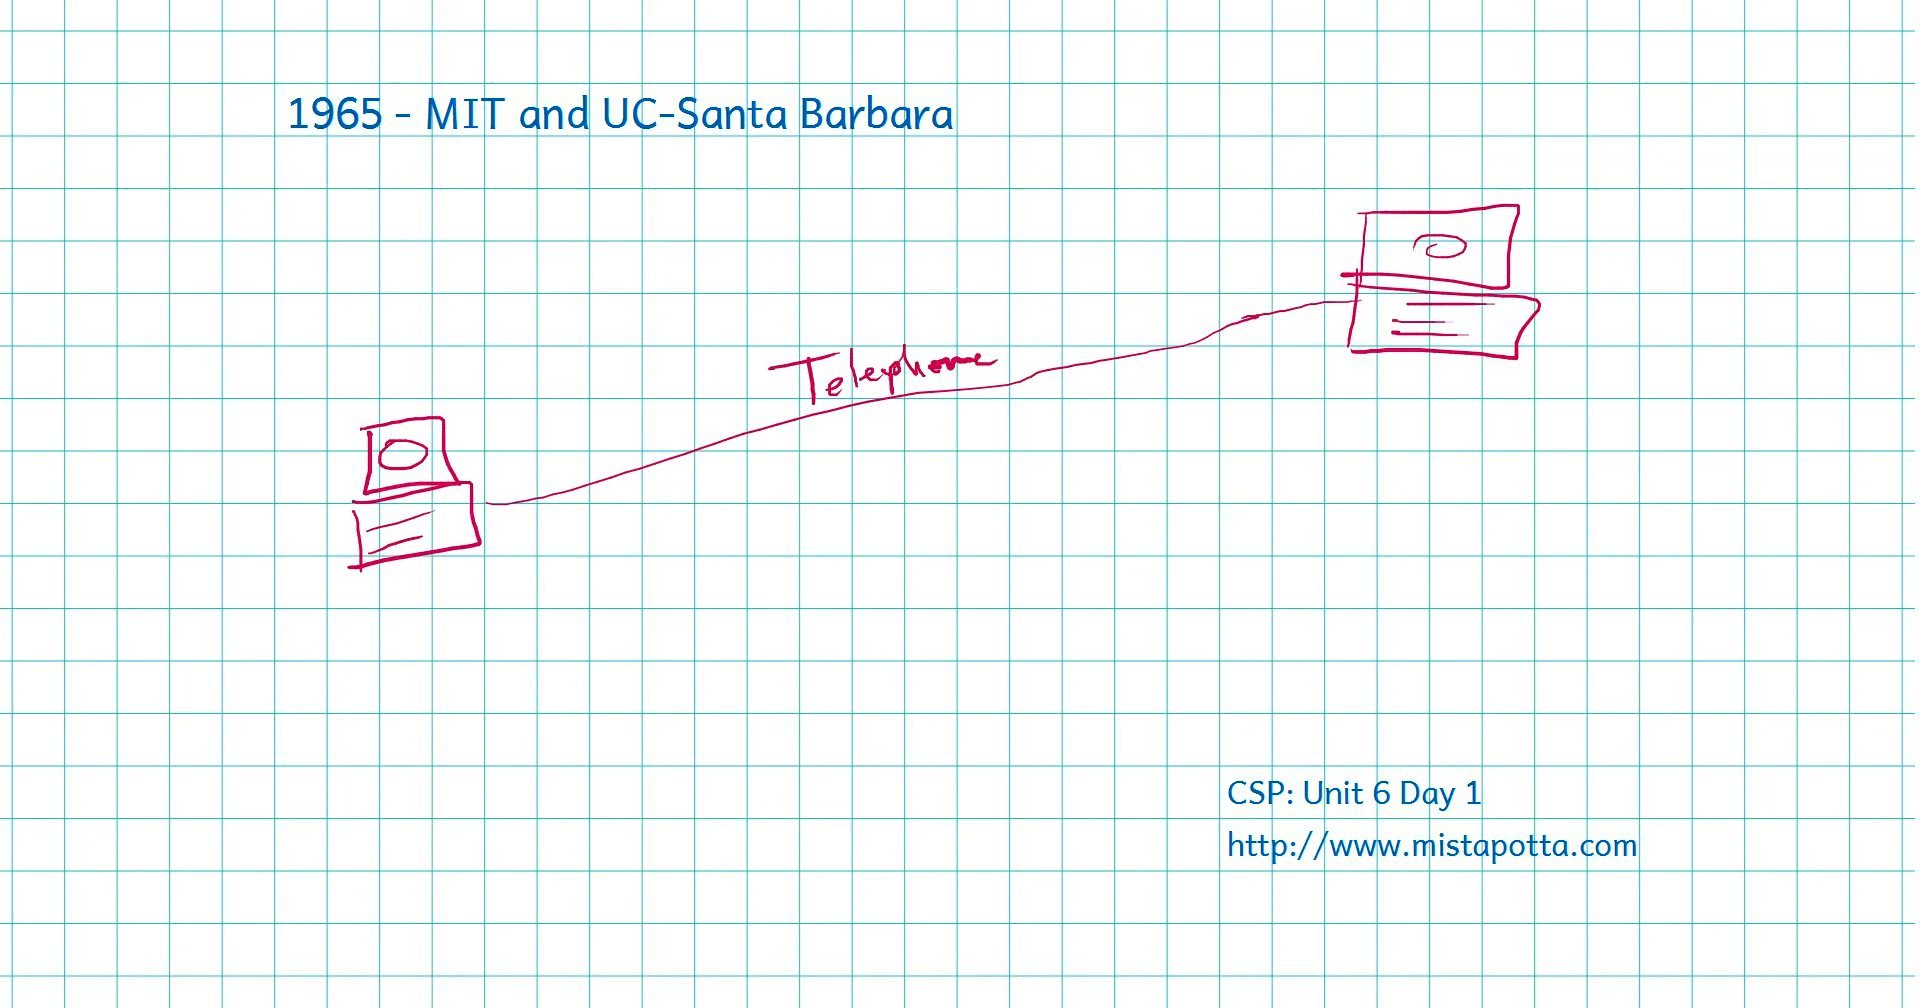 1965 - MIT and UC-Santa Barbara
Telephone
CSP: Unit 6 Day 1
http://www.mistapotta.com